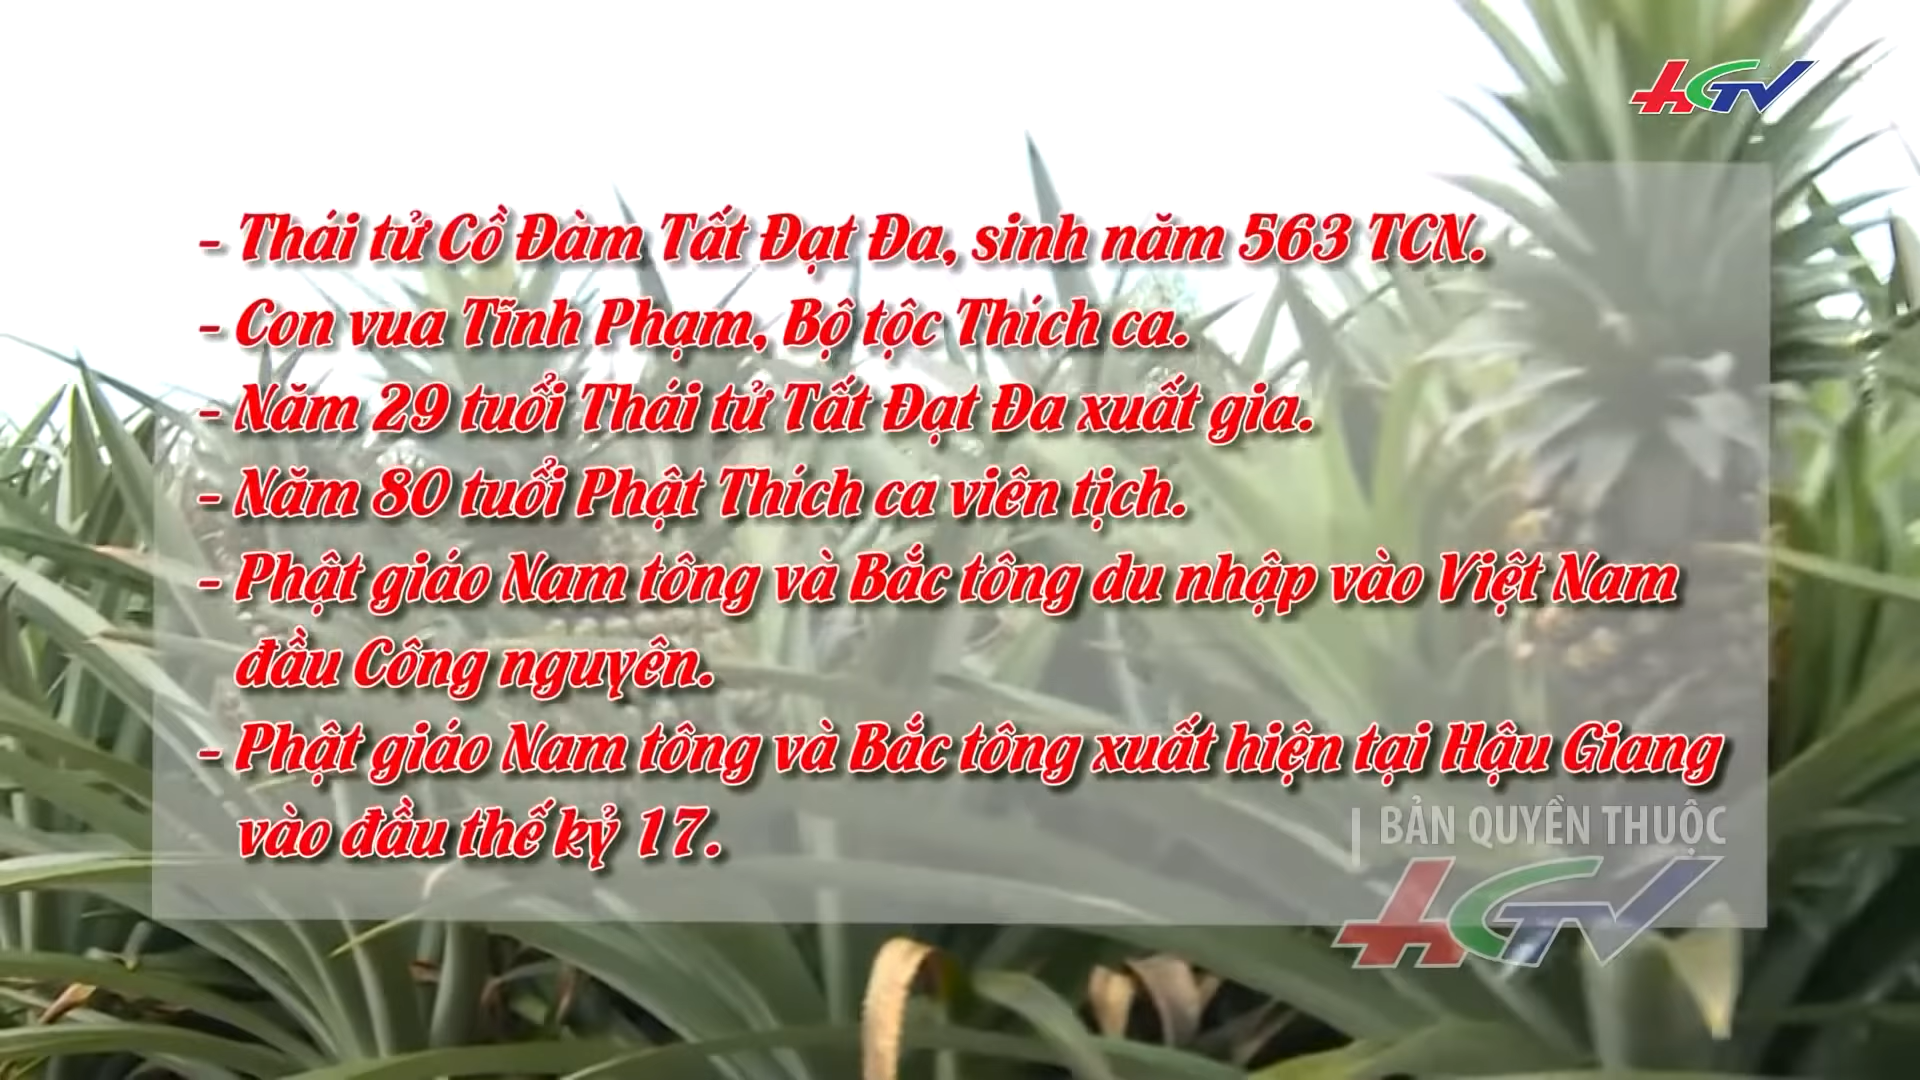 HGTV
- Thái tử Cồ Đàm Tất Đạt Đa, sinh năm 563 TCN.
- Con vua Tĩnh Phạm, Bộ tộc Thích ca.
- Năm 29 tuổi Thái tử Tất Đạt Đa xuất gia.
- Năm 80 tuổi Phật Thích ca viên tịch.
- Phật giáo Nam tông và Bắc tông du nhập vào Việt Nam
đầu Công nguyên.
- Phật giáo Nam tông và Bắc tông xuất hiện tại Hậu Giang
vào đầu thế kỷ 17.
| BẢN QUYỀN THUỘC
HGTV